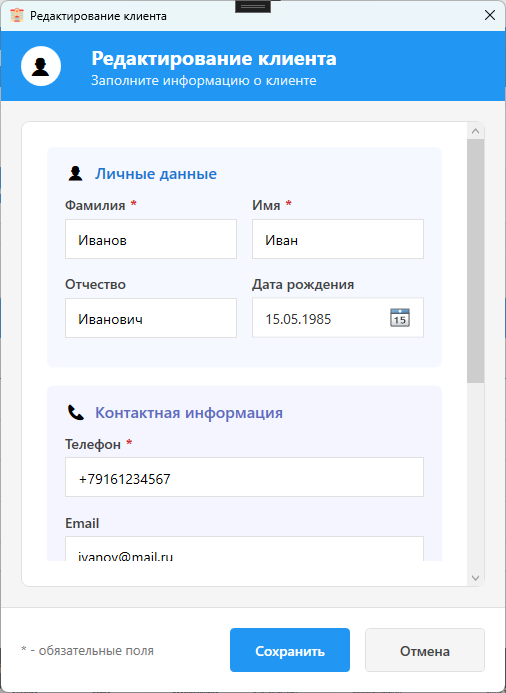 Редактирование клиента
Редактирование клиента
Заполните информацию о клиенте
Личные данные
Фамилия * Имя *
Иванов Иван
Отчество Дата рождения
Иванович 15.05.1985 15
Контактная информация
Телефон *
+79161234567
Email
ivanov@mail.ru
* - обязательные поля Сохранить Отмена